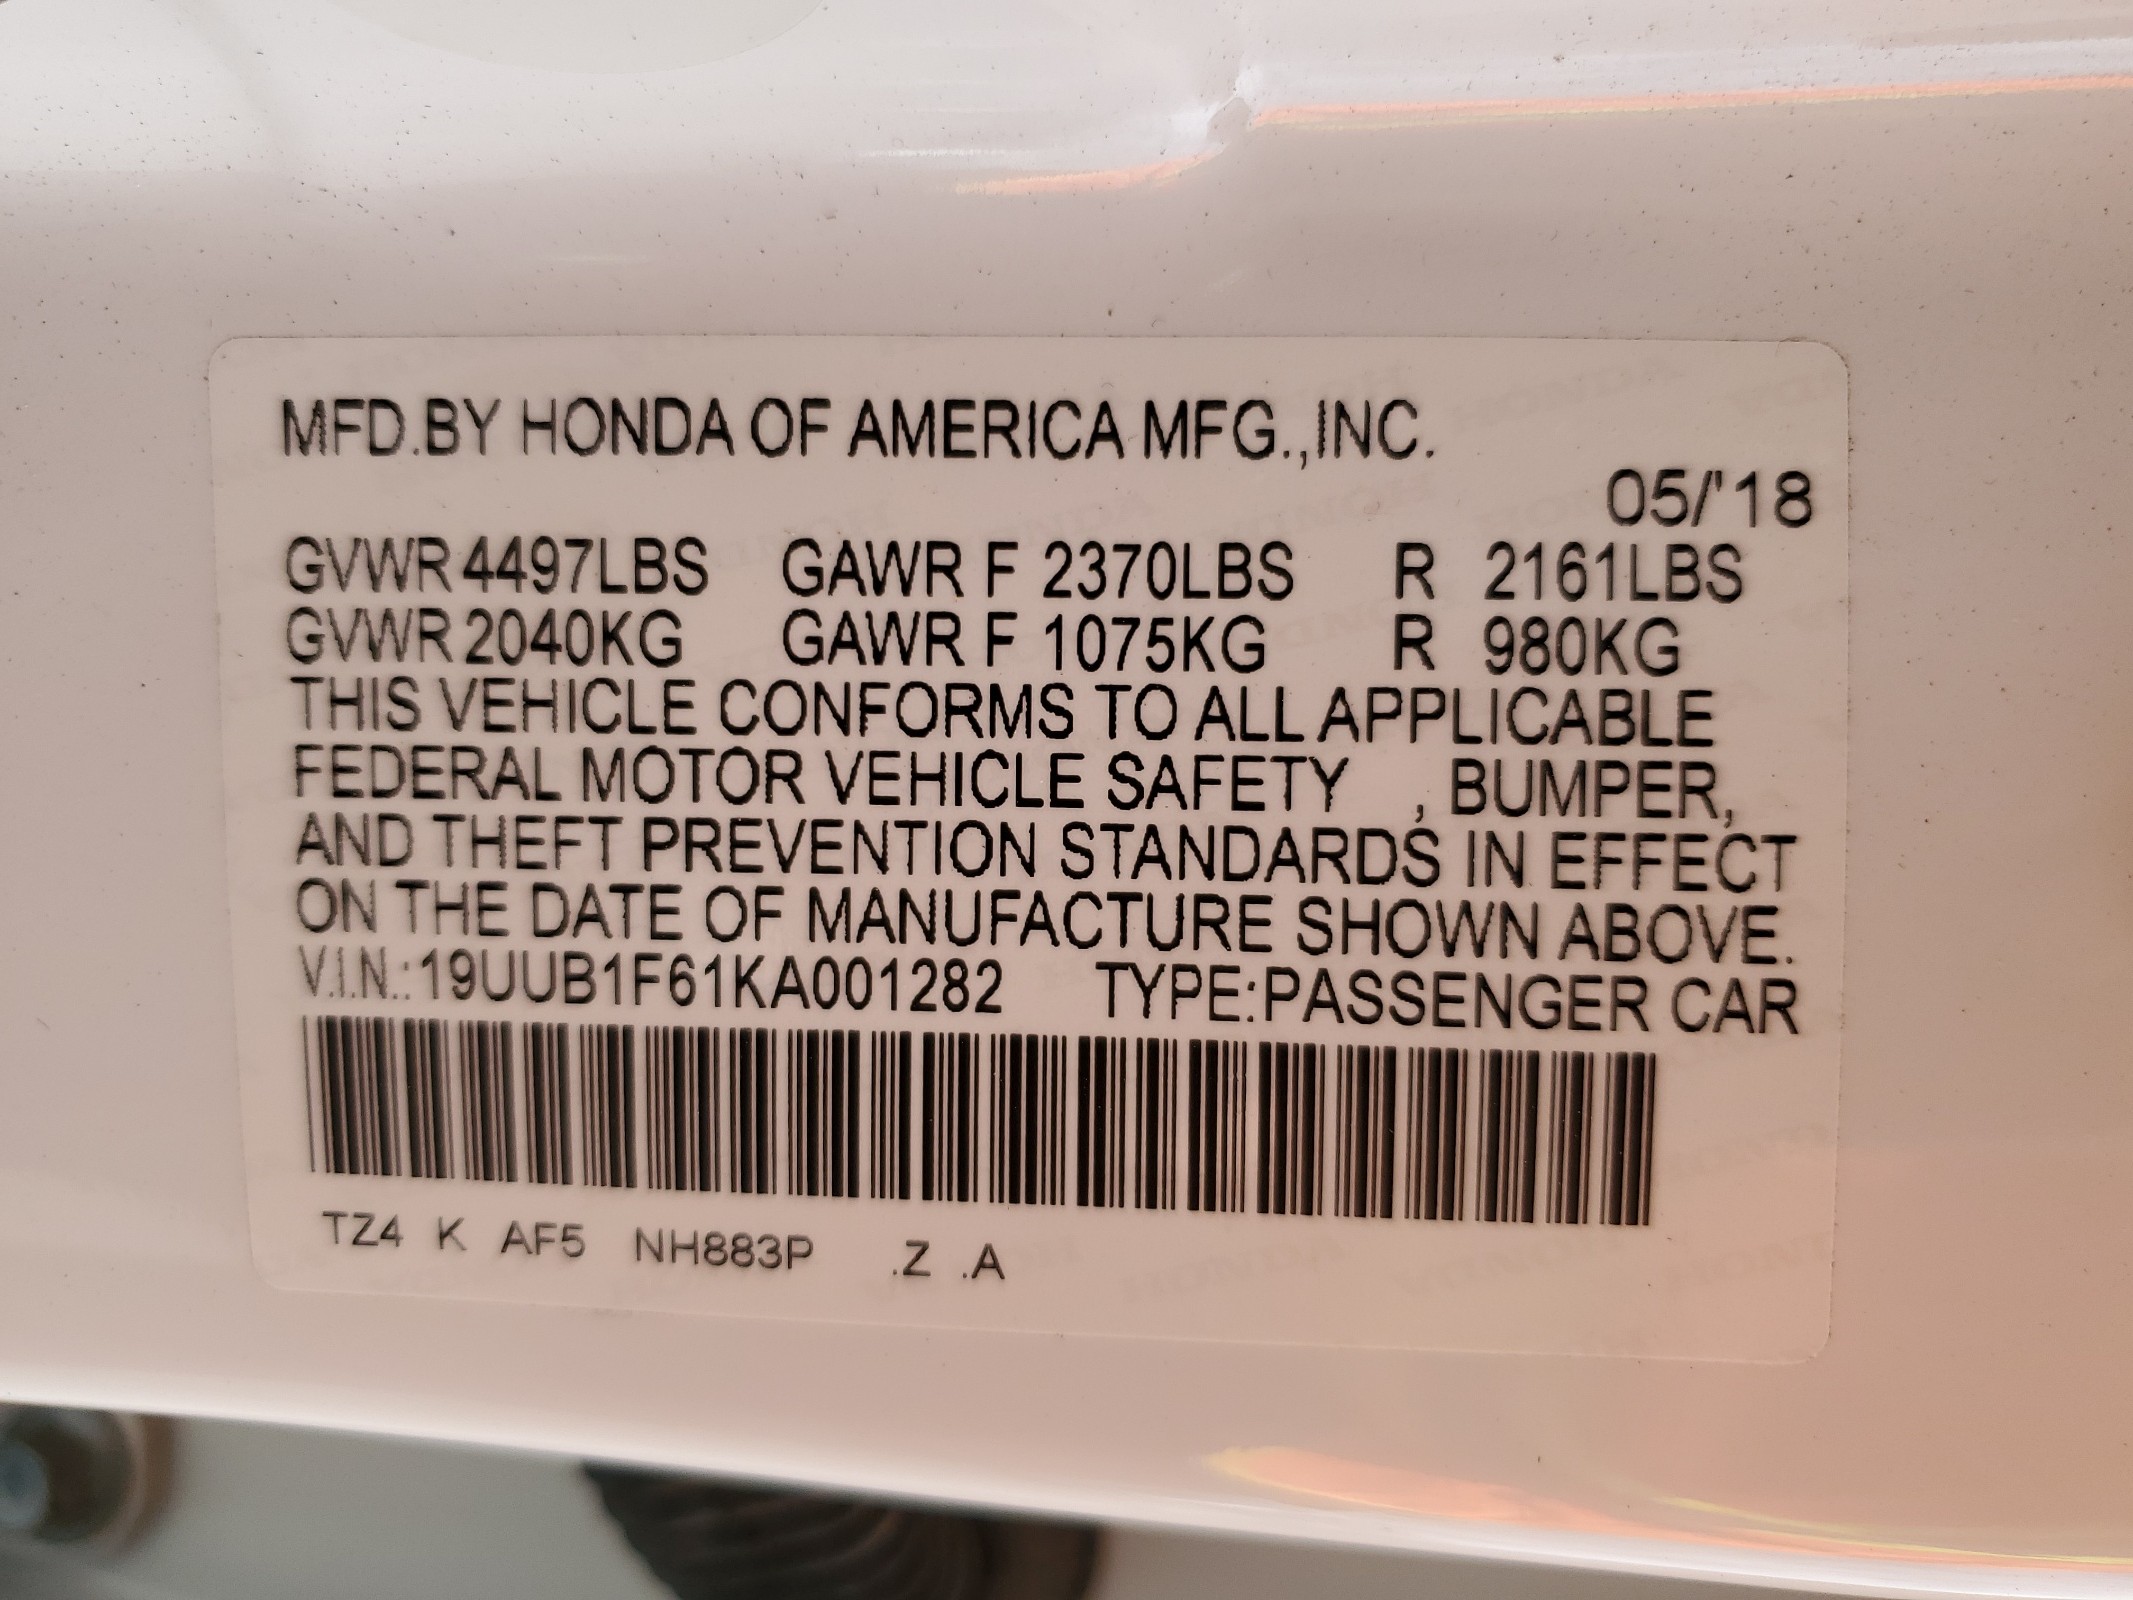 MFD.BY HONDA OF AMERICA MFG.,INC.
05/'18
GVWR 4497LBS GAWR F 2370LBS R 2161LBS
GVWR 2040KG GAWR F 1075KG R 980KG
THIS VEHICLE CONFORMS TO ALL APPLICABLE
FEDERAL MOTOR VEHICLE SAFETY , BUMPER,
AND THEFT PREVENTION STANDARDS IN EFFECT
ON THE DATE OF MANUFACTURE SHOWN ABOVE.
V.I.N.:19UUB1F61KA001282 TYPE:PASSENGER CAR
TZ4 K AF5 NH883P .Z .A